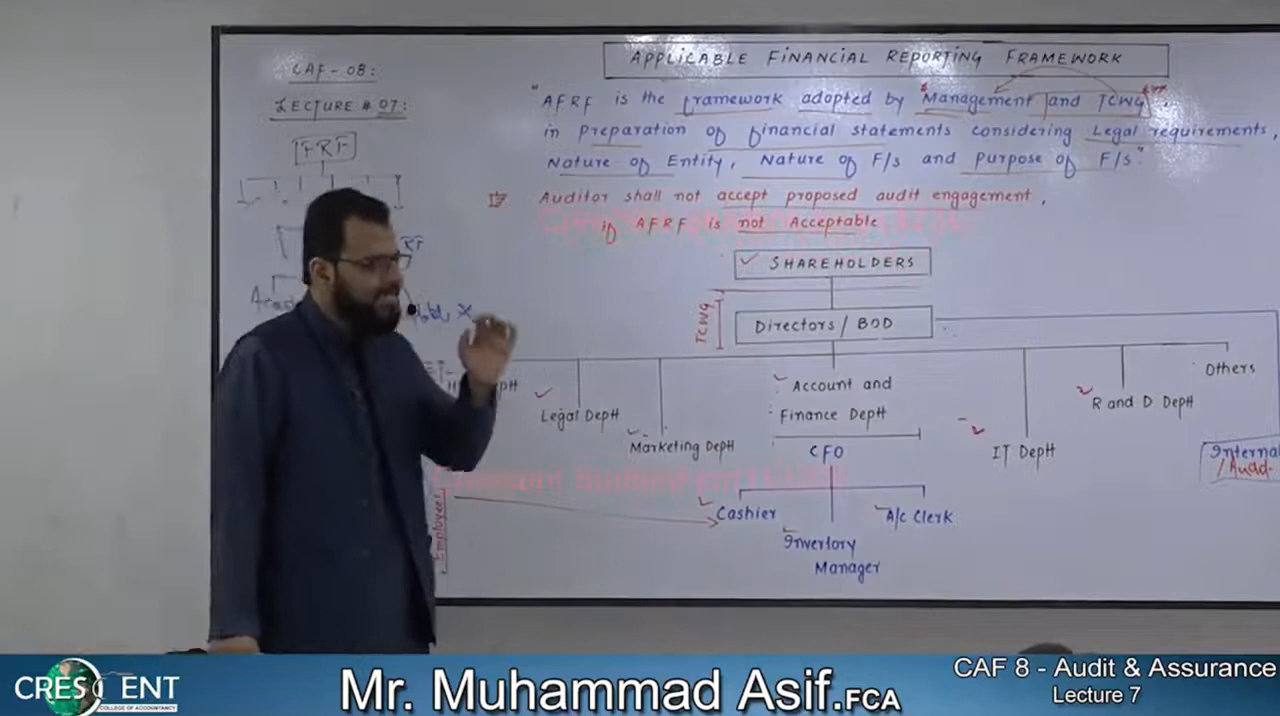 CAF-08:
LECTURE # 07:
FRF
APPLICABLE FINANCIAL REPORTING FRAMEWORK
"AFRF is the framework adopted by Management and TCWG,
in preparation of financial statements considering Legal requirements,
Nature of Entity, Nature of F/s and Purpose of F/s."
Auditor shall not accept proposed audit engagement,
if AFRF is not Acceptable
SHAREHOLDERS
TCWG
Directors/ BOD
Others
Account and
Finance Deptt
Legal Deptt
R and D Deptt
Marketing Deptt
CFO
IT Deptt
Internal
/Audit
Employees
Cashier
A/C Clerk
Inventory
Manager
CRESCENT
COLLEGE OF ACCOUNTANCY
Mr. Muhammad Asif.FCA
CAF 8 - Audit & Assurance
Lecture 7